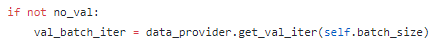 if not no_val:
    val_batch_iter = data_provider.get_val_iter(self.batch_size)